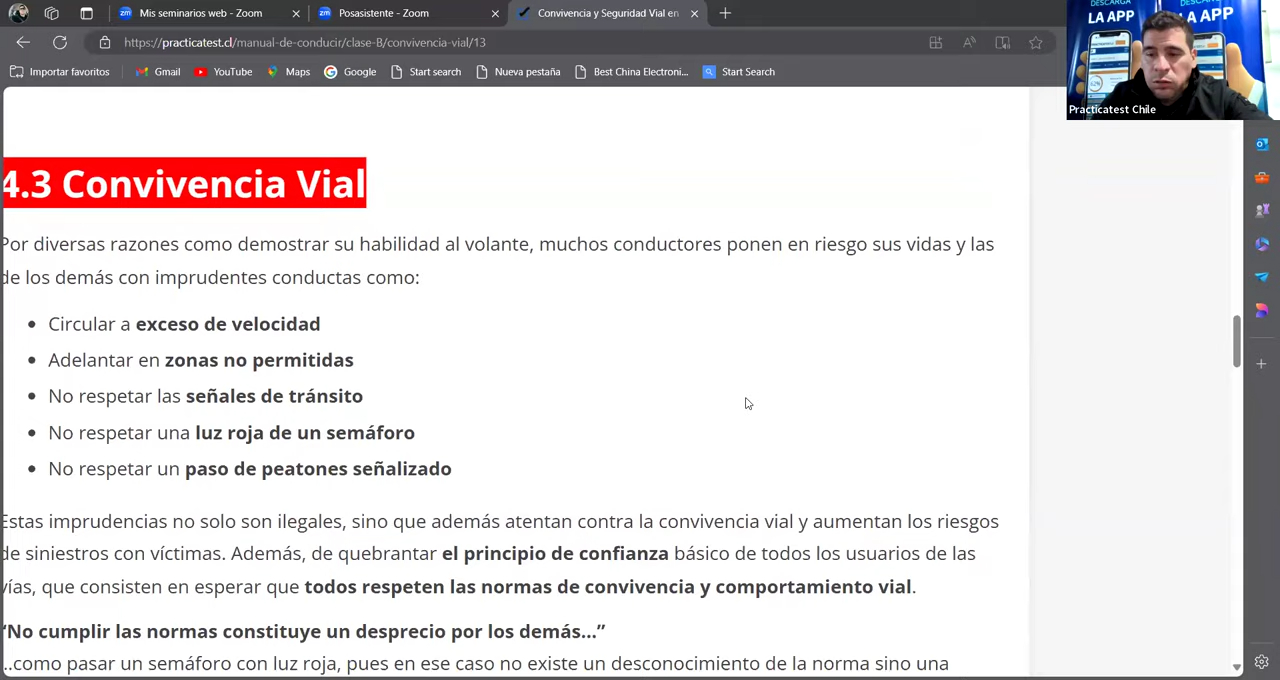 Mis seminarios web - Zoom
Posasistente - Zoom
Convivencia y Seguridad Vial en
https://practicatest.cl/manual-de-conducir/clase-B/convivencia-vial/13
Importar favoritos
Gmail
YouTube
Maps
Google
Start search
Nueva pestaña
Best China Electroni...
Start Search
LA APP
LA APP
Practicatest Chile
4.3 Convivencia Vial
Por diversas razones como demostrar su habilidad al volante, muchos conductores ponen en riesgo sus vidas y las
de los demás con imprudentes conductas como:
• Circular a exceso de velocidad
• Adelantar en zonas no permitidas
• No respetar las señales de tránsito
• No respetar una luz roja de un semáforo
• No respetar un paso de peatones señalizado
Estas imprudencias no solo son ilegales, sino que además atentan contra la convivencia vial y aumentan los riesgos
de siniestros con víctimas. Además, de quebrantar el principio de confianza básico de todos los usuarios de las
vías, que consisten en esperar que todos respeten las normas de convivencia y comportamiento vial.
“No cumplir las normas constituye un desprecio por los demás...”
...como pasar un semáforo con luz roja, pues en ese caso no existe un desconocimiento de la norma sino una